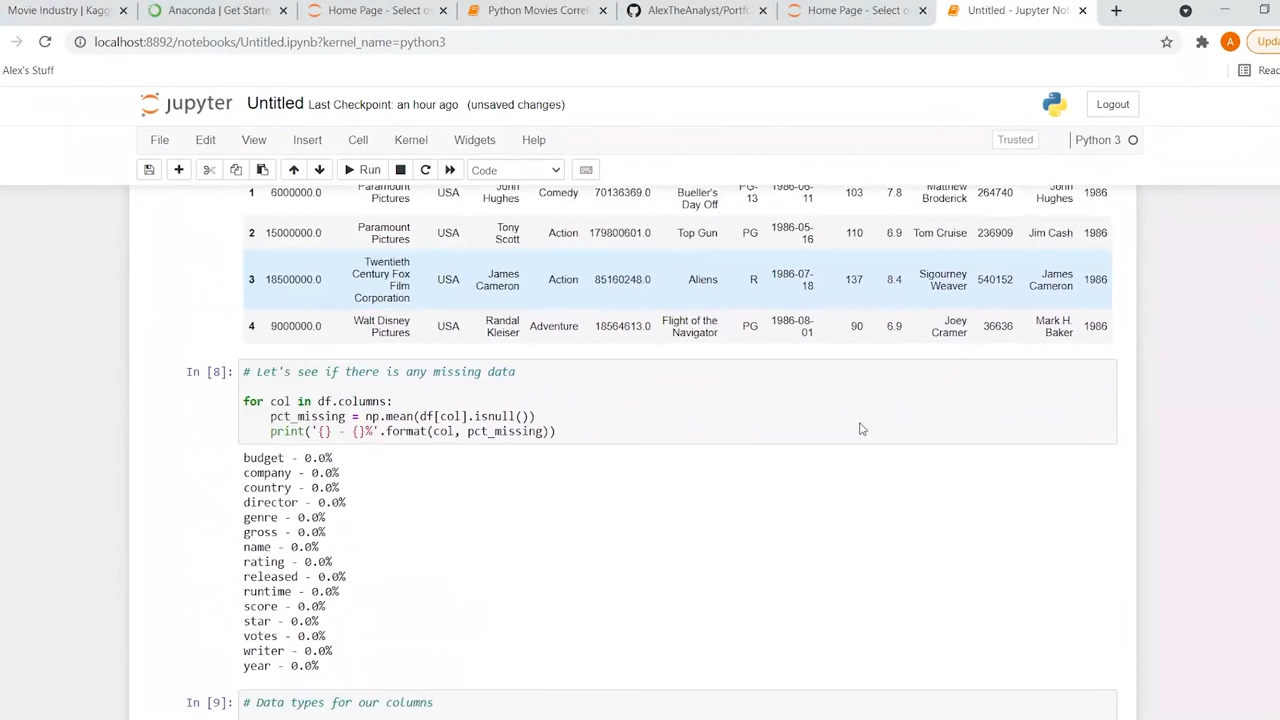 Movie Industry | Kagg
Anaconda | Get Starte
Home Page - Select o
Python Movies Correl
AlexTheAnalyst/Portfo
Home Page - Select o
Untitled - Jupyter Not
localhost:8892/notebooks/Untitled.ipynb?kernel_name=python3
A
Upda
Alex's Stuff
Read
jupyter Untitled Last Checkpoint: an hour ago (unsaved changes)
Logout
File Edit View Insert Cell Kernel Widgets Help
Trusted
Python 3
Run
Code
1 6000000.0 Paramount Pictures USA John Hughes Comedy 70136369.0 Bueller's Day Off PG-13 1986-06-11 103 7.8 Matthew Broderick 264740 John Hughes 1986
2 15000000.0 Paramount Pictures USA Tony Scott Action 179800601.0 Top Gun PG 1986-05-16 110 6.9 Tom Cruise 236909 Jim Cash 1986
3 18500000.0 Twentieth Century Fox Film Corporation USA James Cameron Action 85160248.0 Aliens R 1986-07-18 137 8.4 Sigourney Weaver 540152 James Cameron 1986
4 9000000.0 Walt Disney Pictures USA Randal Kleiser Adventure 18564613.0 Flight of the Navigator PG 1986-08-01 90 6.9 Joey Cramer 36636 Mark H. Baker 1986
In [8]: # Let's see if there is any missing data
for col in df.columns:
    pct_missing = np.mean(df[col].isnull())
    print('{} - {}%'.format(col, pct_missing))
budget - 0.0%
company - 0.0%
country - 0.0%
director - 0.0%
genre - 0.0%
gross - 0.0%
name - 0.0%
rating - 0.0%
released - 0.0%
runtime - 0.0%
score - 0.0%
star - 0.0%
votes - 0.0%
writer - 0.0%
year - 0.0%
In [9]: # Data types for our columns